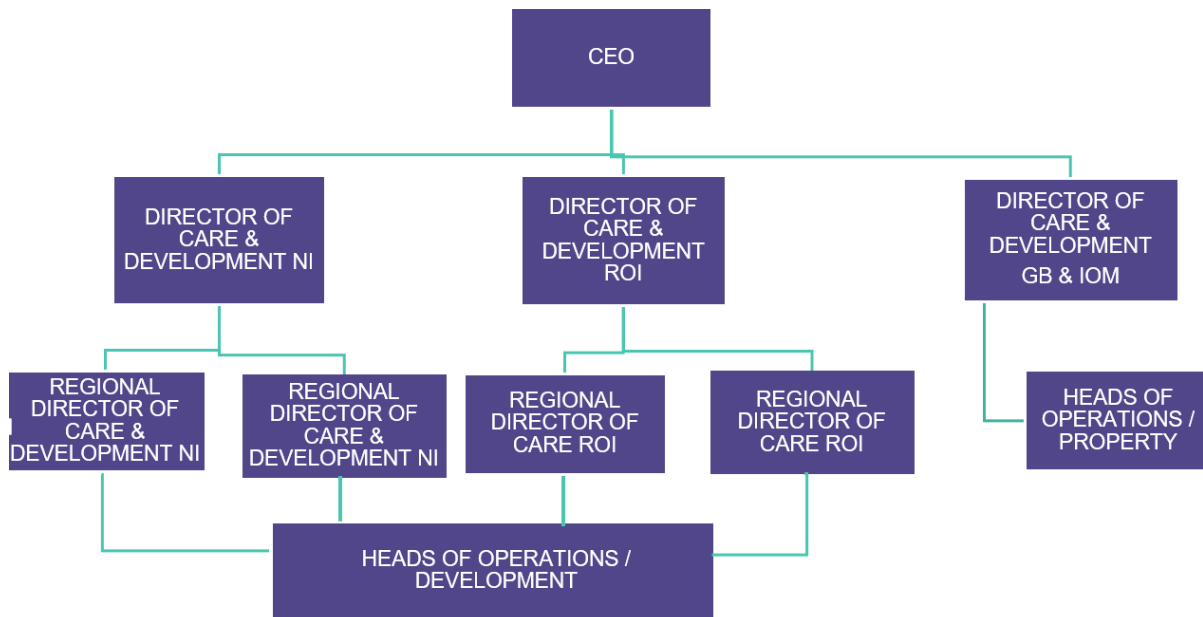 CEO
DIRECTOR OF
CARE &
DEVELOPMENT NI
DIRECTOR OF
CARE &
DEVELOPMENT
ROI
DIRECTOR OF
CARE &
DEVELOPMENT
GB & IOM
REGIONAL
DIRECTOR OF
CARE &
DEVELOPMENT NI
REGIONAL
DIRECTOR OF
CARE &
DEVELOPMENT NI
REGIONAL
DIRECTOR OF
CARE ROI
REGIONAL
DIRECTOR OF
CARE ROI
HEADS OF
OPERATIONS /
PROPERTY
HEADS OF OPERATIONS /
DEVELOPMENT